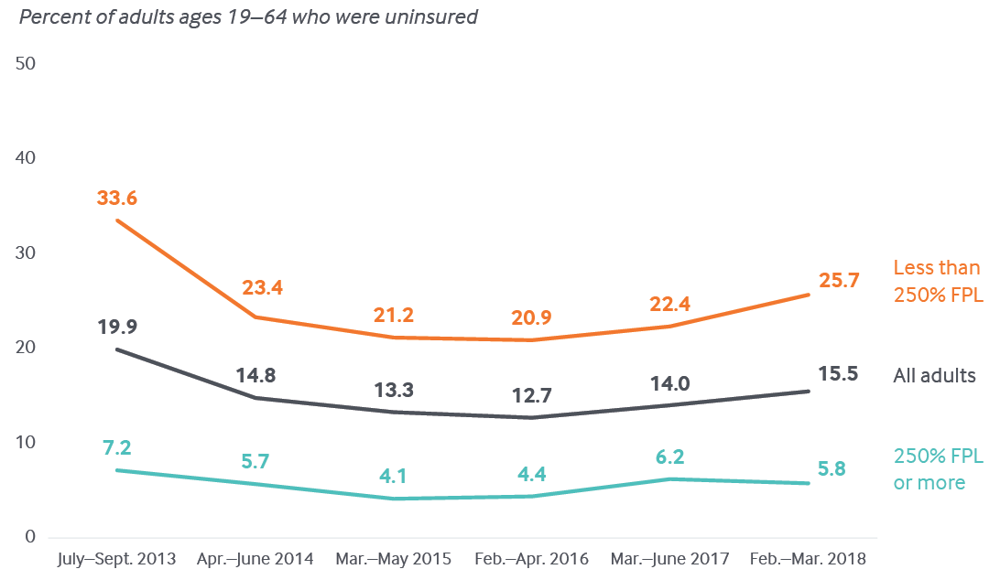 Percent of adults ages 19–64 who were uninsured
50
40
30
20
10
0
33.6
23.4
21.2
20.9
22.4
25.7
Less than
250% FPL
19.9
14.8
13.3
12.7
14.0
15.5
All adults
7.2
5.7
4.1
4.4
6.2
5.8
250% FPL
or more
July–Sept. 2013
Apr.–June 2014
Mar.–May 2015
Feb.–Apr. 2016
Mar.–June 2017
Feb.–Mar. 2018